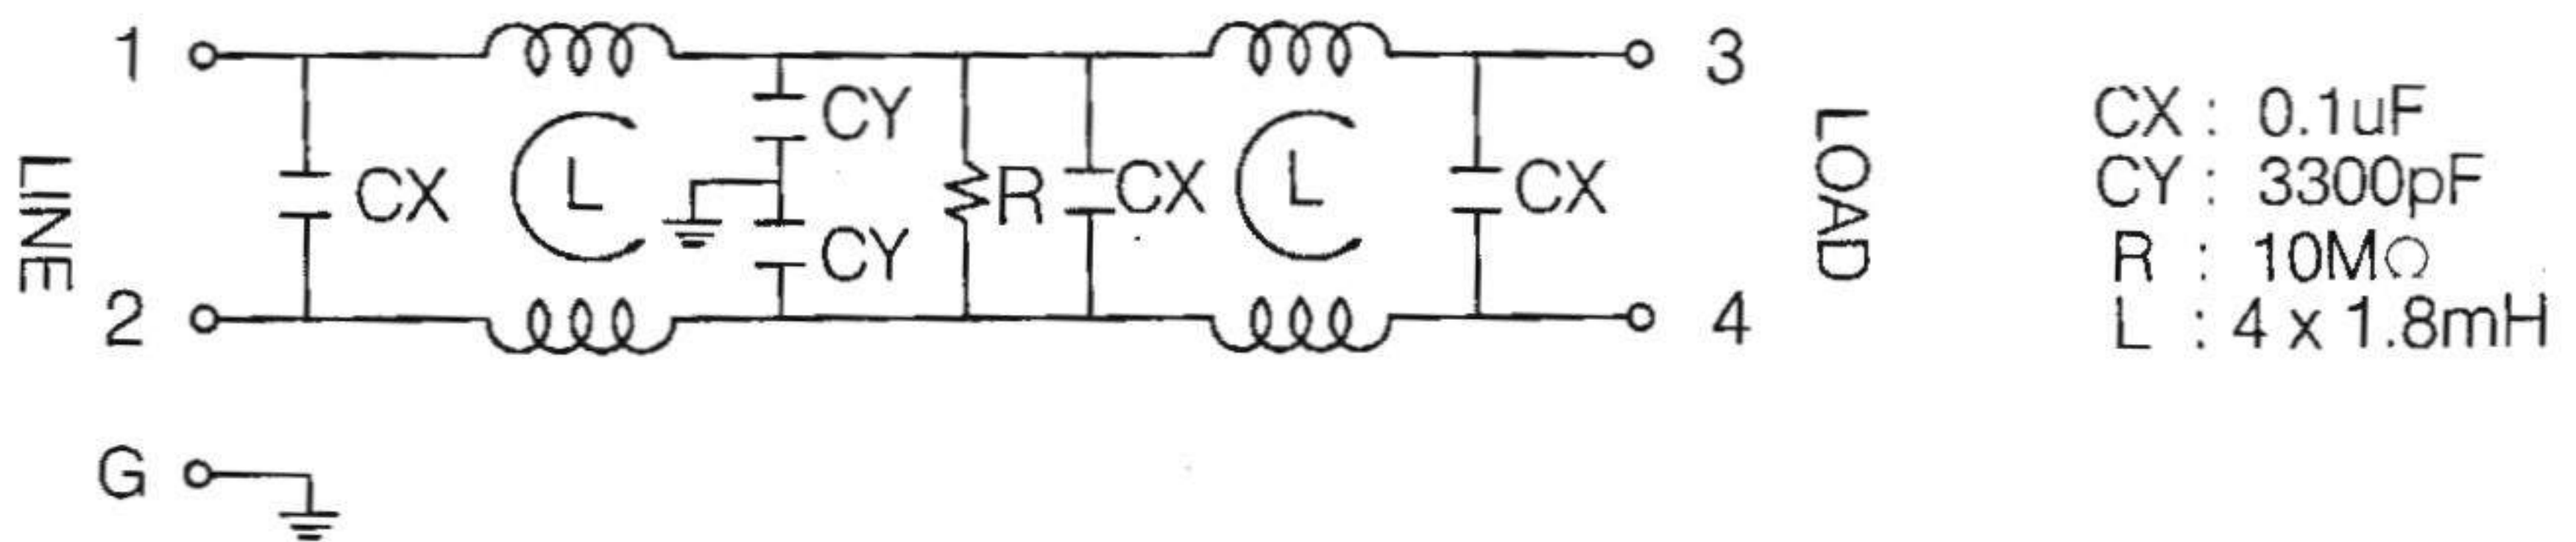 1
LINE
2
G
CX
L
CY
CY
R
CX
L
CX
3
LOAD
4
CX : 0.1uF
CY : 3300pF
R : 10MΩ
L : 4 x 1.8mH